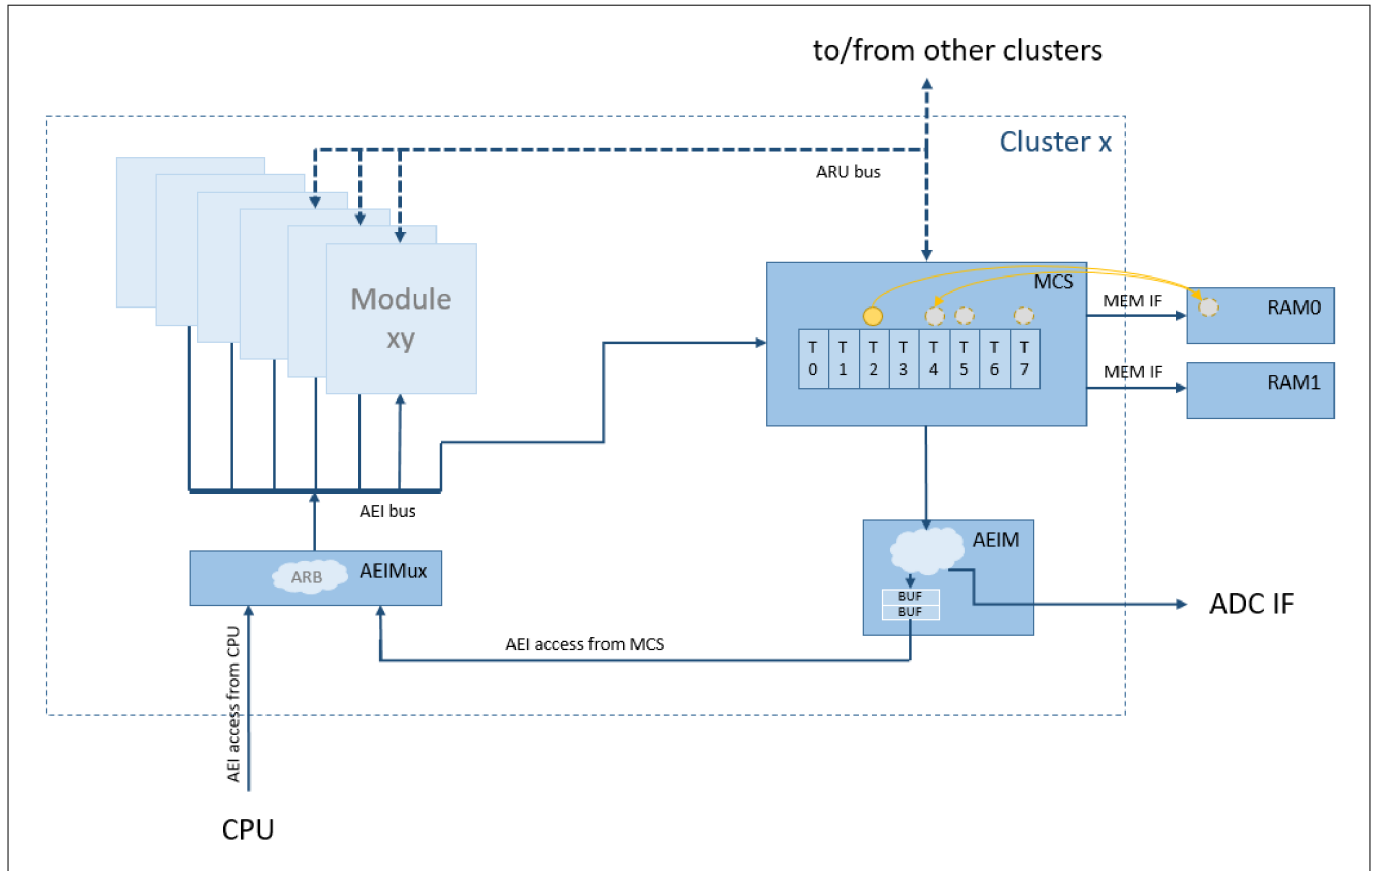 to/from other clusters
Cluster x
ARU bus
Module
xy
MCS
MEM IF
RAM0
T T T T T T T T
0 1 2 3 4 5 6 7
MEM IF
RAM1
AEI bus
ARB
AEIMux
AEIM
BUF
BUF
ADC IF
AEI access from MCS
AEI access from CPU
CPU